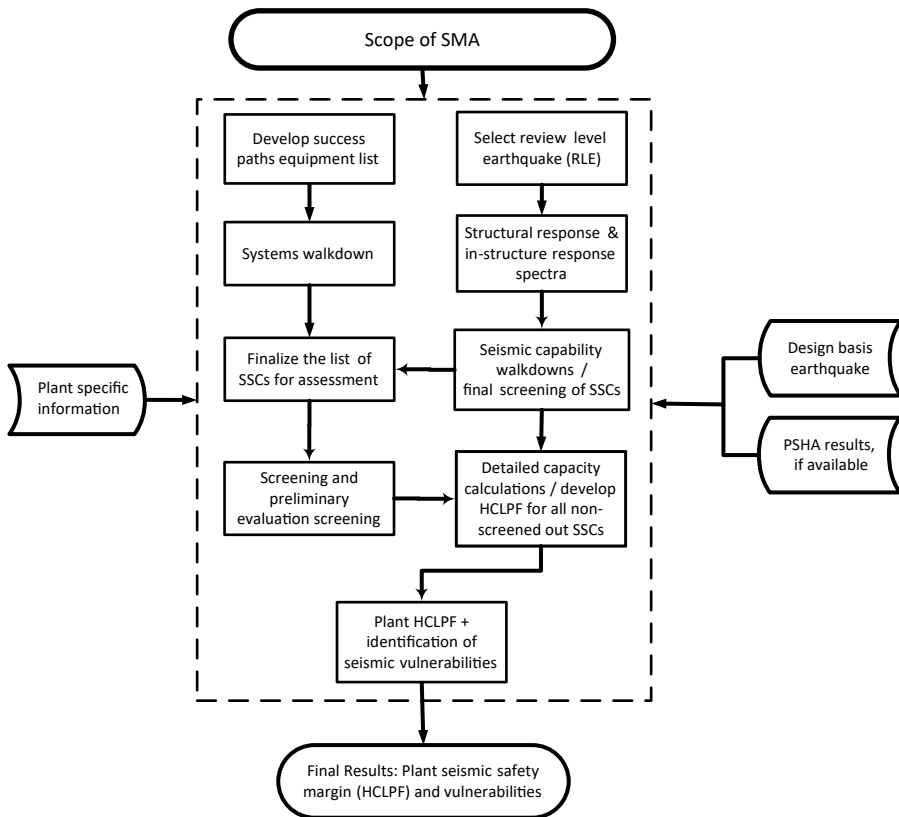 Scope of SMA
Develop success
paths equipment list
Select review level
earthquake (RLE)
Systems walkdown
Structural response &
in-structure response
spectra
Finalize the list of
SSCs for assessment
Seismic capability
walkdowns /
final screening of SSCs
Plant specific
information
Design basis
earthquake
PSHA results,
if available
Screening and
preliminary
evaluation screening
Detailed capacity
calculations / develop
HCLPF for all non-
screened out SSCs
Plant HCLPF +
identification of
seismic vulnerabilities
Final Results: Plant seismic safety
margin (HCLPF) and vulnerabilities